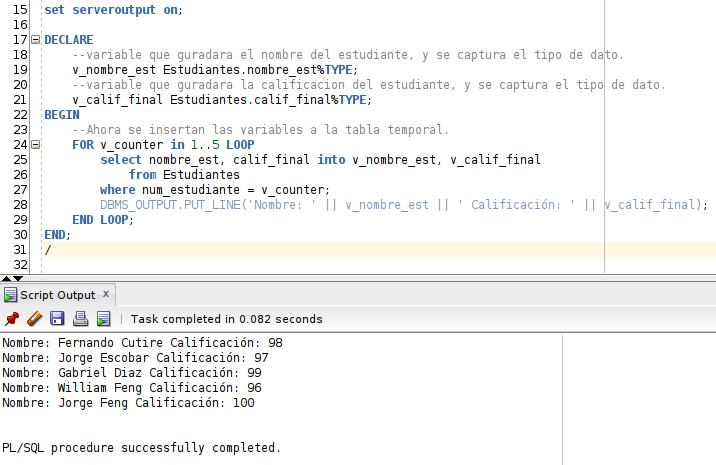 15 set serveroutput on;
16
17 DECLARE
18 --variable que guradara el nombre del estudiante, y se captura el tipo de dato.
19 v_nombre_est Estudiantes.nombre_est%TYPE;
20 --variable que guradara la calificacion del estudiante, y se captura el tipo de dato.
21 v_calif_final Estudiantes.calif_final%TYPE;
22 BEGIN
23 --Ahora se insertan las variables a la tabla temporal.
24 FOR v_counter in 1..5 LOOP
25 select nombre_est, calif_final into v_nombre_est, v_calif_final
26 from Estudiantes
27 where num_estudiante = v_counter;
28 DBMS_OUTPUT.PUT_LINE('Nombre: ' || v_nombre_est || ' Calificación: ' || v_calif_final);
29 END LOOP;
30 END;
31 /
32
Script Output x
Task completed in 0.082 seconds
Nombre: Fernando Cutire Calificación: 98
Nombre: Jorge Escobar Calificación: 97
Nombre: Gabriel Diaz Calificación: 99
Nombre: William Feng Calificación: 96
Nombre: Jorge Feng Calificación: 100
PL/SQL procedure successfully completed.